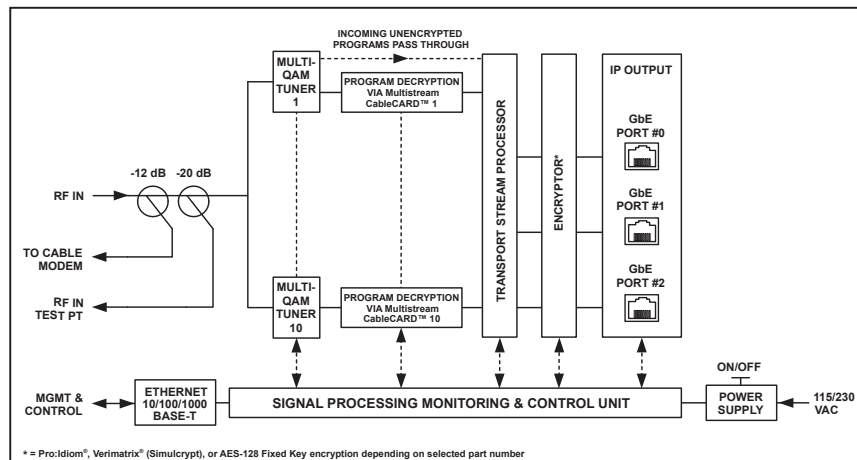 INCOMING UNENCRYPTED
PROGRAMS PASS THROUGH
MULTI-
QAM
TUNER
1
PROGRAM DECRYPTION
VIA Multistream
CableCARD™ 1
TRANSPORT STREAM PROCESSOR
ENCRYPTOR*
IP OUTPUT
GbE
PORT #0
GbE
PORT #1
GbE
PORT #2
-12 dB
-20 dB
RF IN
TO CABLE
MODEM
RF IN
TEST PT
MULTI-
QAM
TUNER
10
PROGRAM DECRYPTION
VIA Multistream
CableCARD™ 10
MGMT &
CONTROL
ETHERNET
10/100/1000
BASE-T
SIGNAL PROCESSING MONITORING & CONTROL UNIT
ON/OFF
POWER
SUPPLY
115/230
VAC
* = Pro:Idiom®, Verimatrix® (Simulcrypt), or AES-128 Fixed Key encryption depending on selected part number